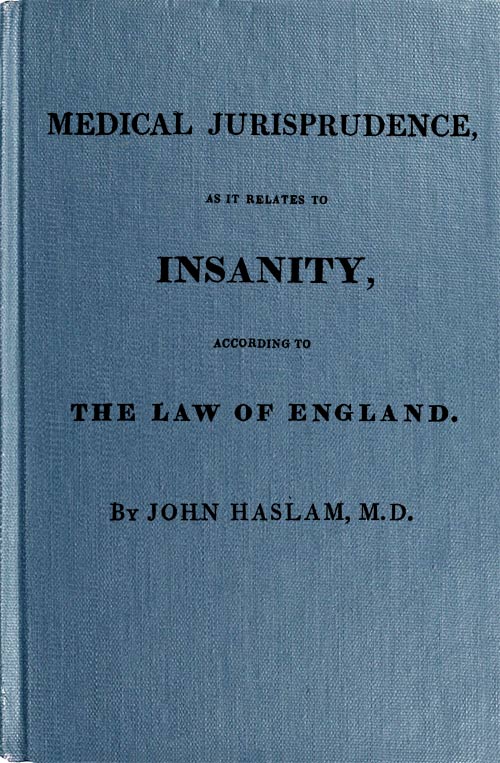 MEDICAL JURISPRUDENCE,
AS IT RELATES TO
INSANITY,
ACCORDING TO
THE LAW OF ENGLAND.
By JOHN HASLAM, M.D.